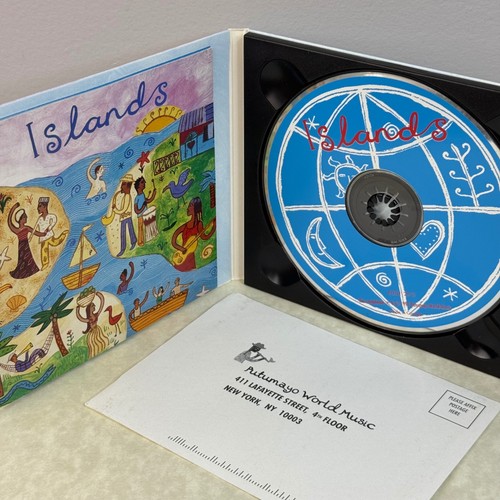 Islands
Islands
Putumayo World Music
411 LAFAYETTE STREET, 4TH FLOOR
NEW YORK, NY 10003
PLEASE AFFIX
POSTAGE
HERE